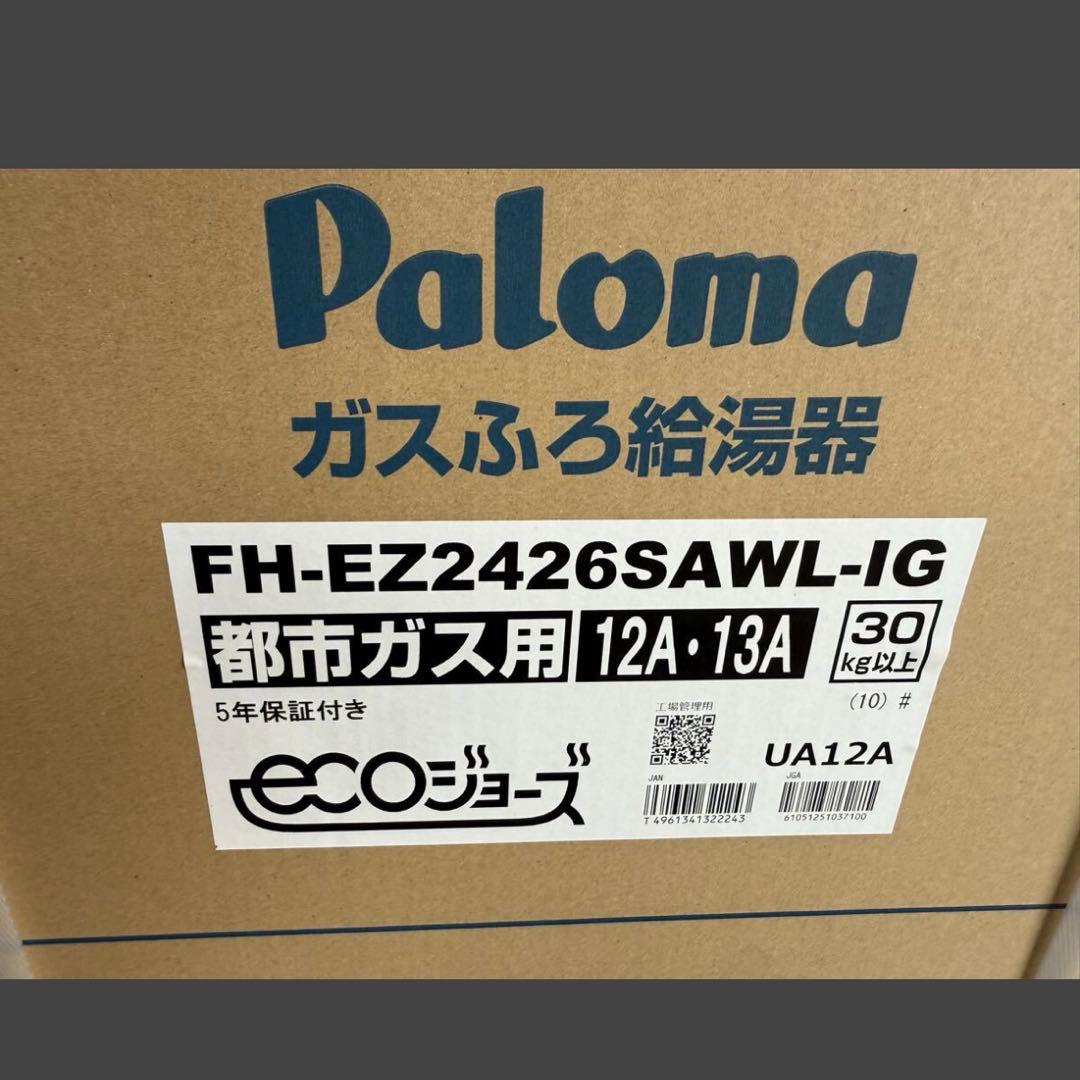 Paloma
ガスふろ給湯器
FH-EZ2426SAWL-IG
都市ガス用 12A・13A 30kg以上
5年保証付き
(10) #
工場管理用
UA12A
ecoジョーズ
JAN
T 4961341322243
JGA
61051251037100